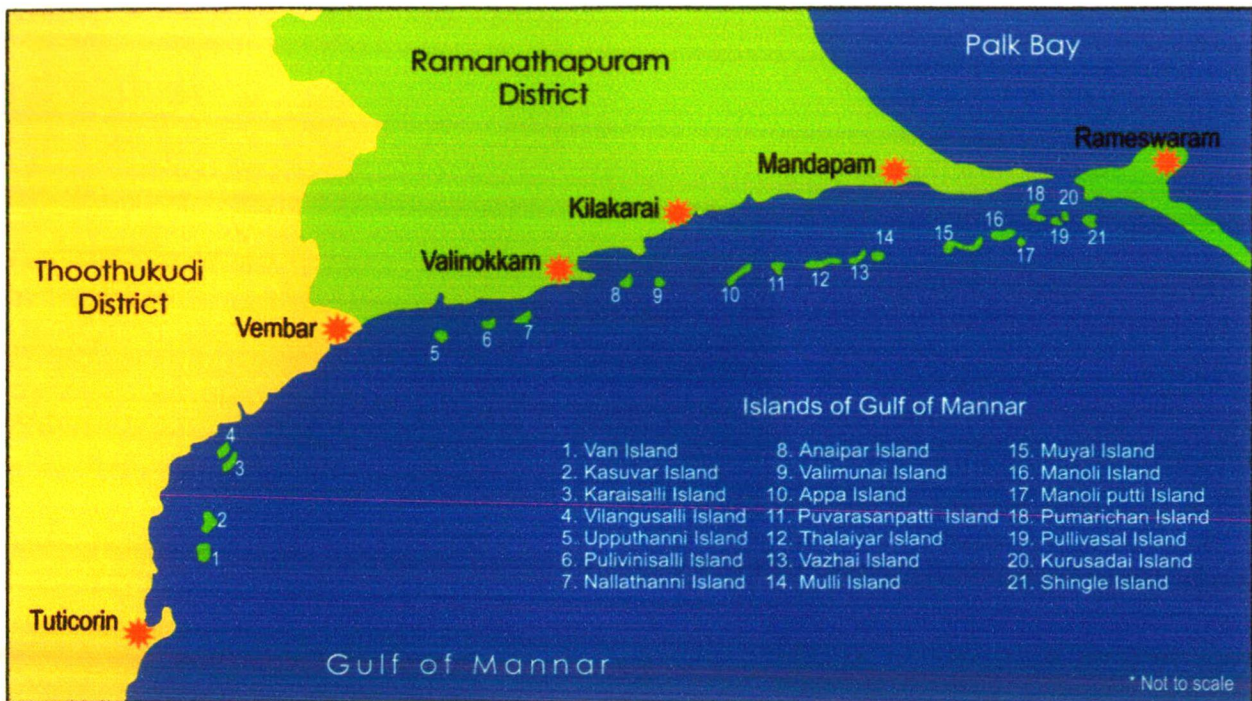 Palk Bay
Ramanathapuram
District
Rameswaram
Mandapam
Kilakarai
Valinokkam
Thoothukudi
District
Vembar
Tuticorin
18
20
16
19
21
15
17
14
13
12
11
10
9
8
7
6
5
4
3
2
1
Islands of Gulf of Mannar
1. Van Island
2. Kasuvar Island
3. Karaisalli Island
4. Vilangusalli Island
5. Upputhanni Island
6. Pulivinisalli Island
7. Nallathanni Island
8. Anaipar Island
9. Valimunai Island
10. Appa Island
11. Puvarasanpatti Island
12. Thalaiyar Island
13. Vazhai Island
14. Mulli Island
15. Muyal Island
16. Manoli Island
17. Manoli putti Island
18. Pumarichan Island
19. Pullivasal Island
20. Kurusadai Island
21. Shingle Island
Gulf of Mannar
* Not to scale